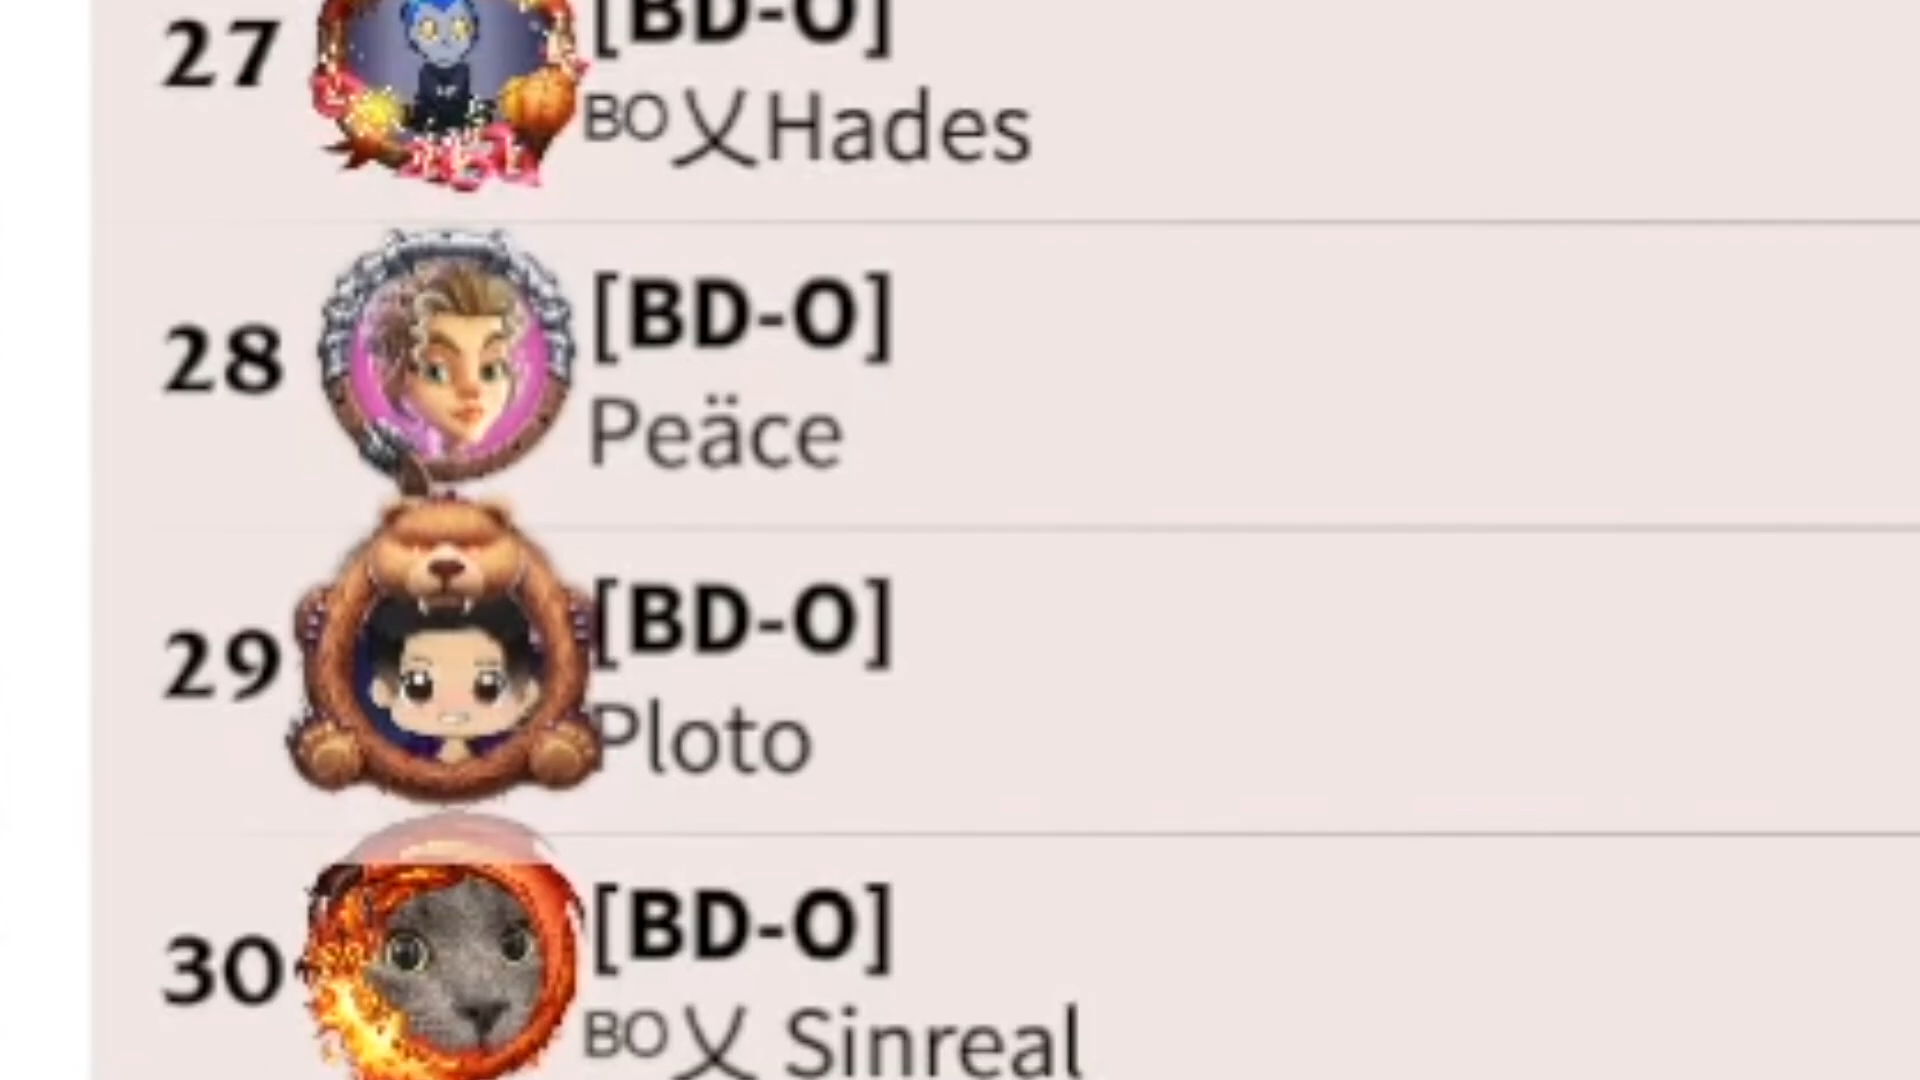 27
[BD-O]
ᴮᴼ乂Hades
28
[BD-O]
Peäce
29
[BD-O]
Ploto
30
[BD-O]
ᴮᴼ乂 Sinreal